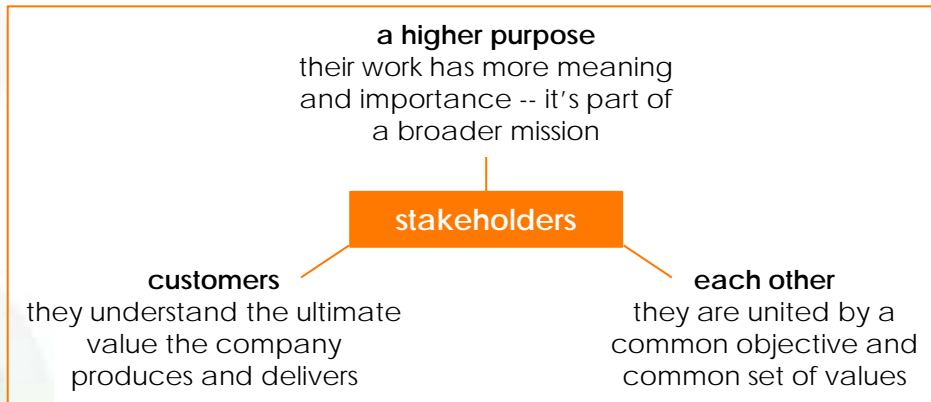 a higher purpose
their work has more meaning
and importance -- it's part of
a broader mission
stakeholders
customers
they understand the ultimate
value the company
produces and delivers
each other
they are united by a
common objective and
common set of values